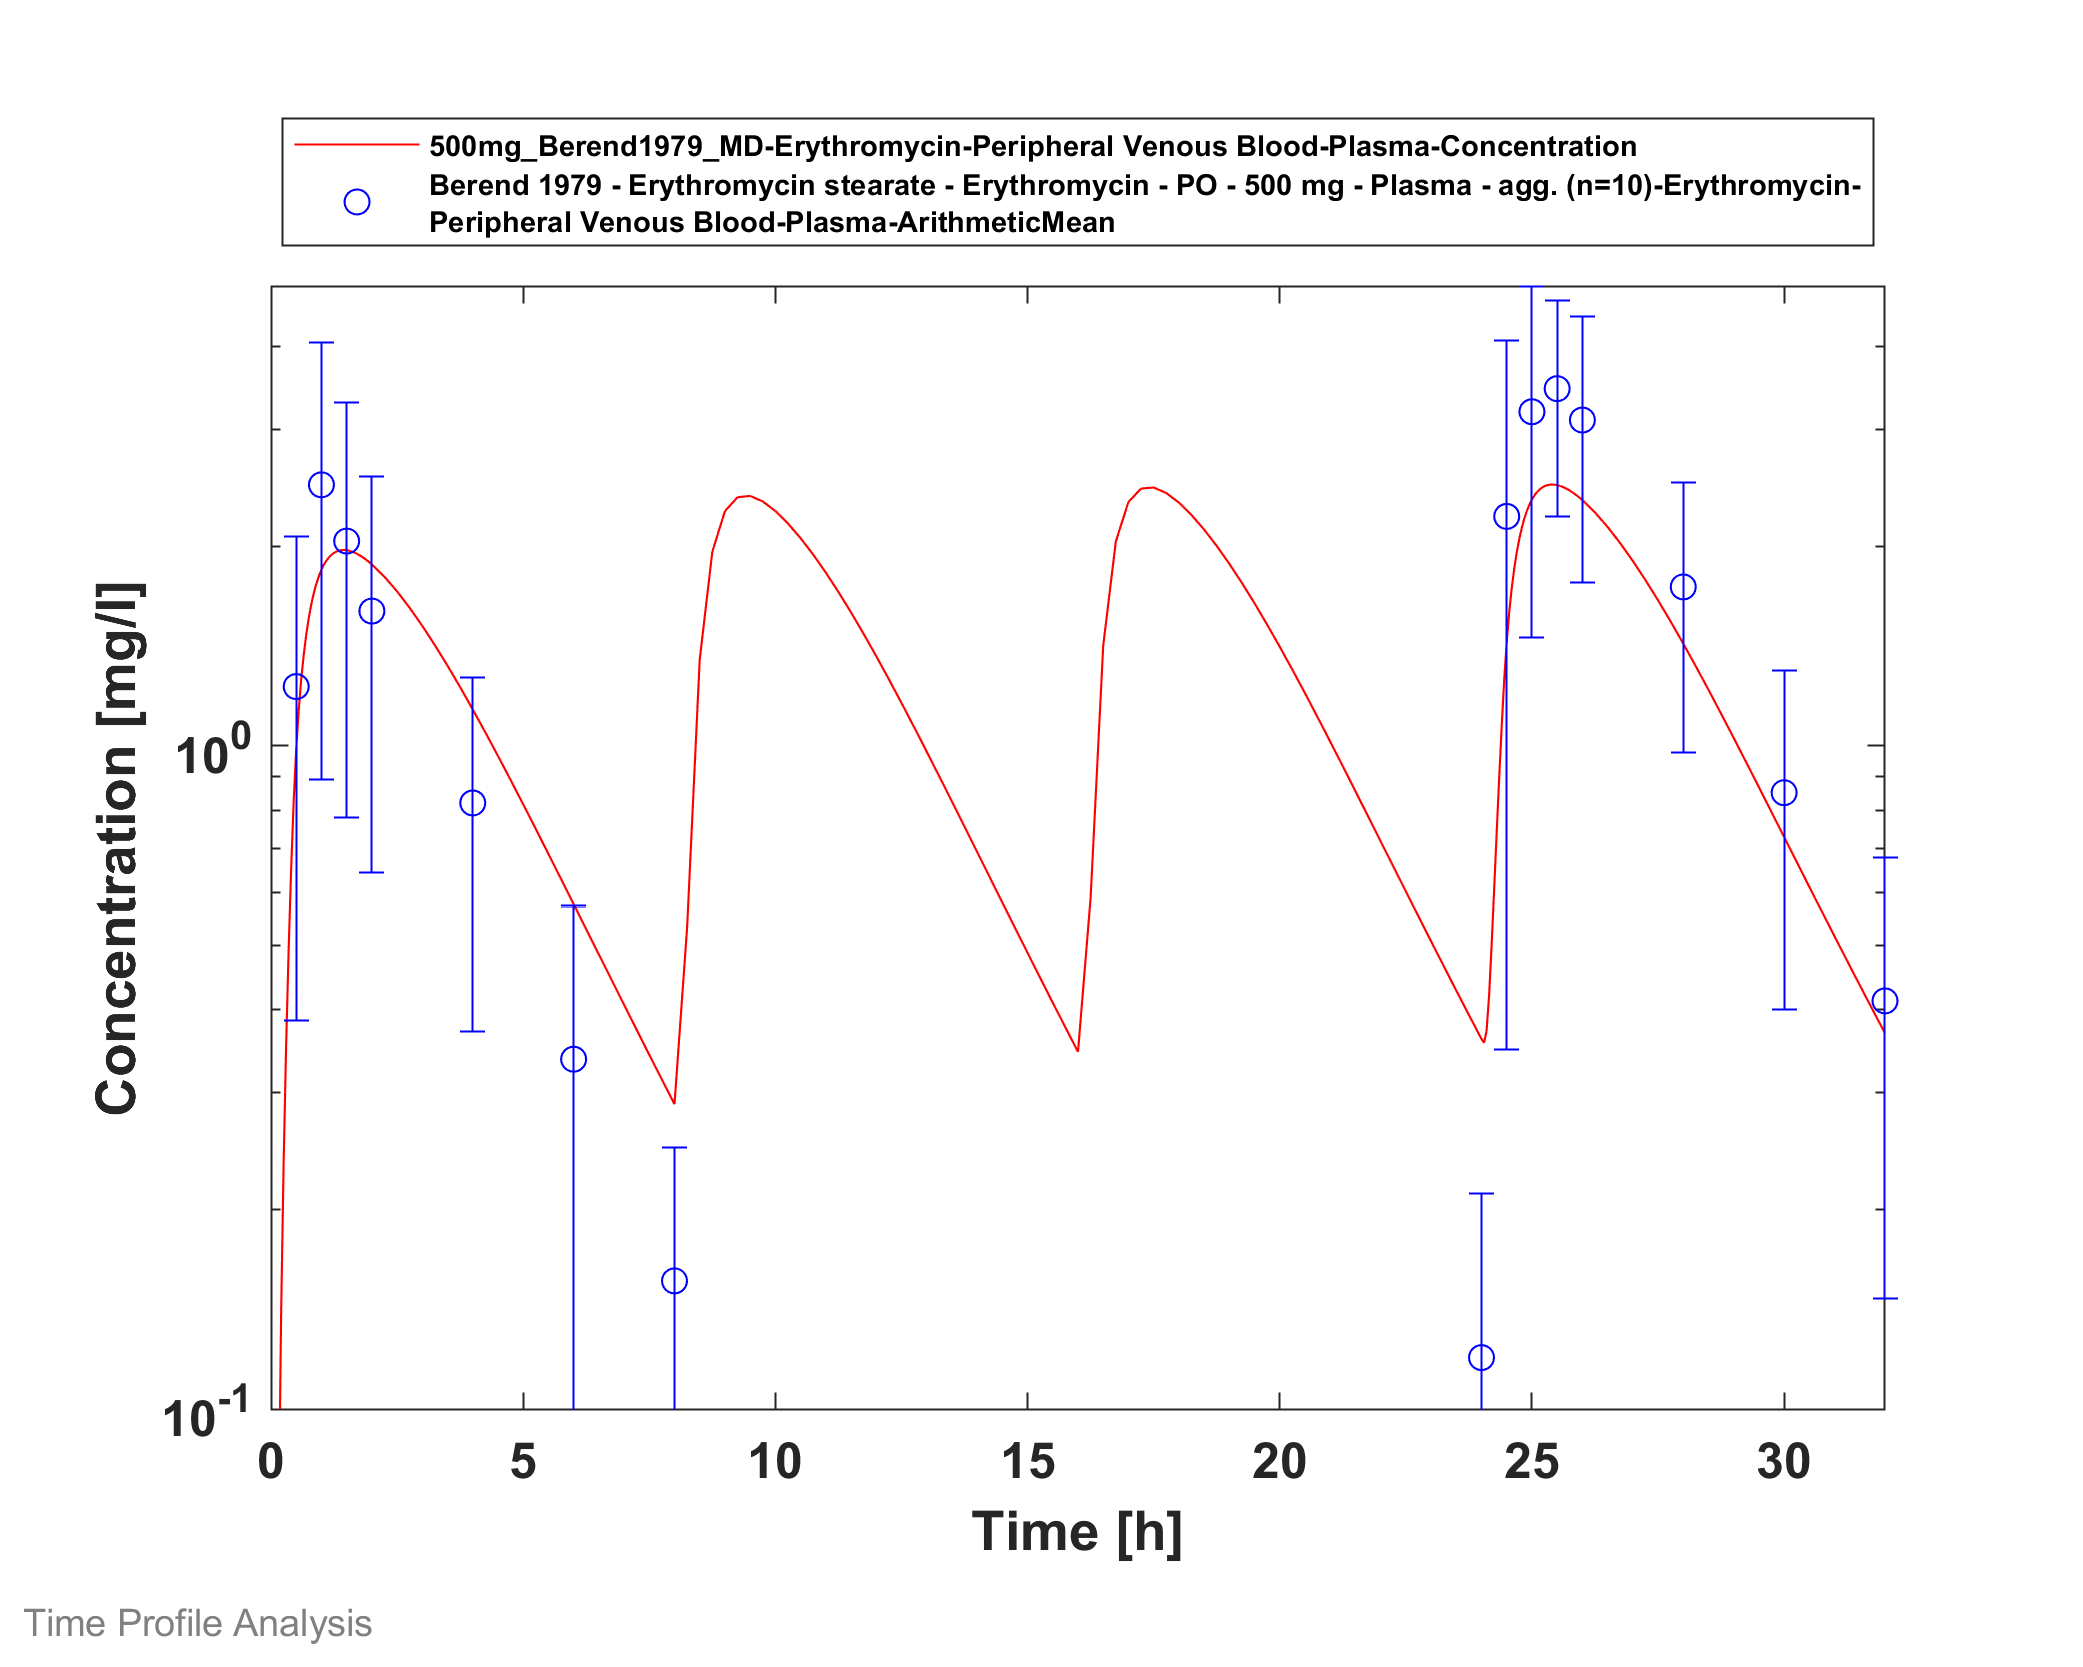 500mg_Berend1979_MD-Erythromycin-Peripheral Venous Blood-Plasma-Concentration
Berend 1979 - Erythromycin stearate - Erythromycin - PO - 500 mg - Plasma - agg. (n=10)-Erythromycin-
Peripheral Venous Blood-Plasma-ArithmeticMean
Concentration [mg/l]
10^0
10^-1
0 5 10 15 20 25 30
Time [h]
Time Profile Analysis